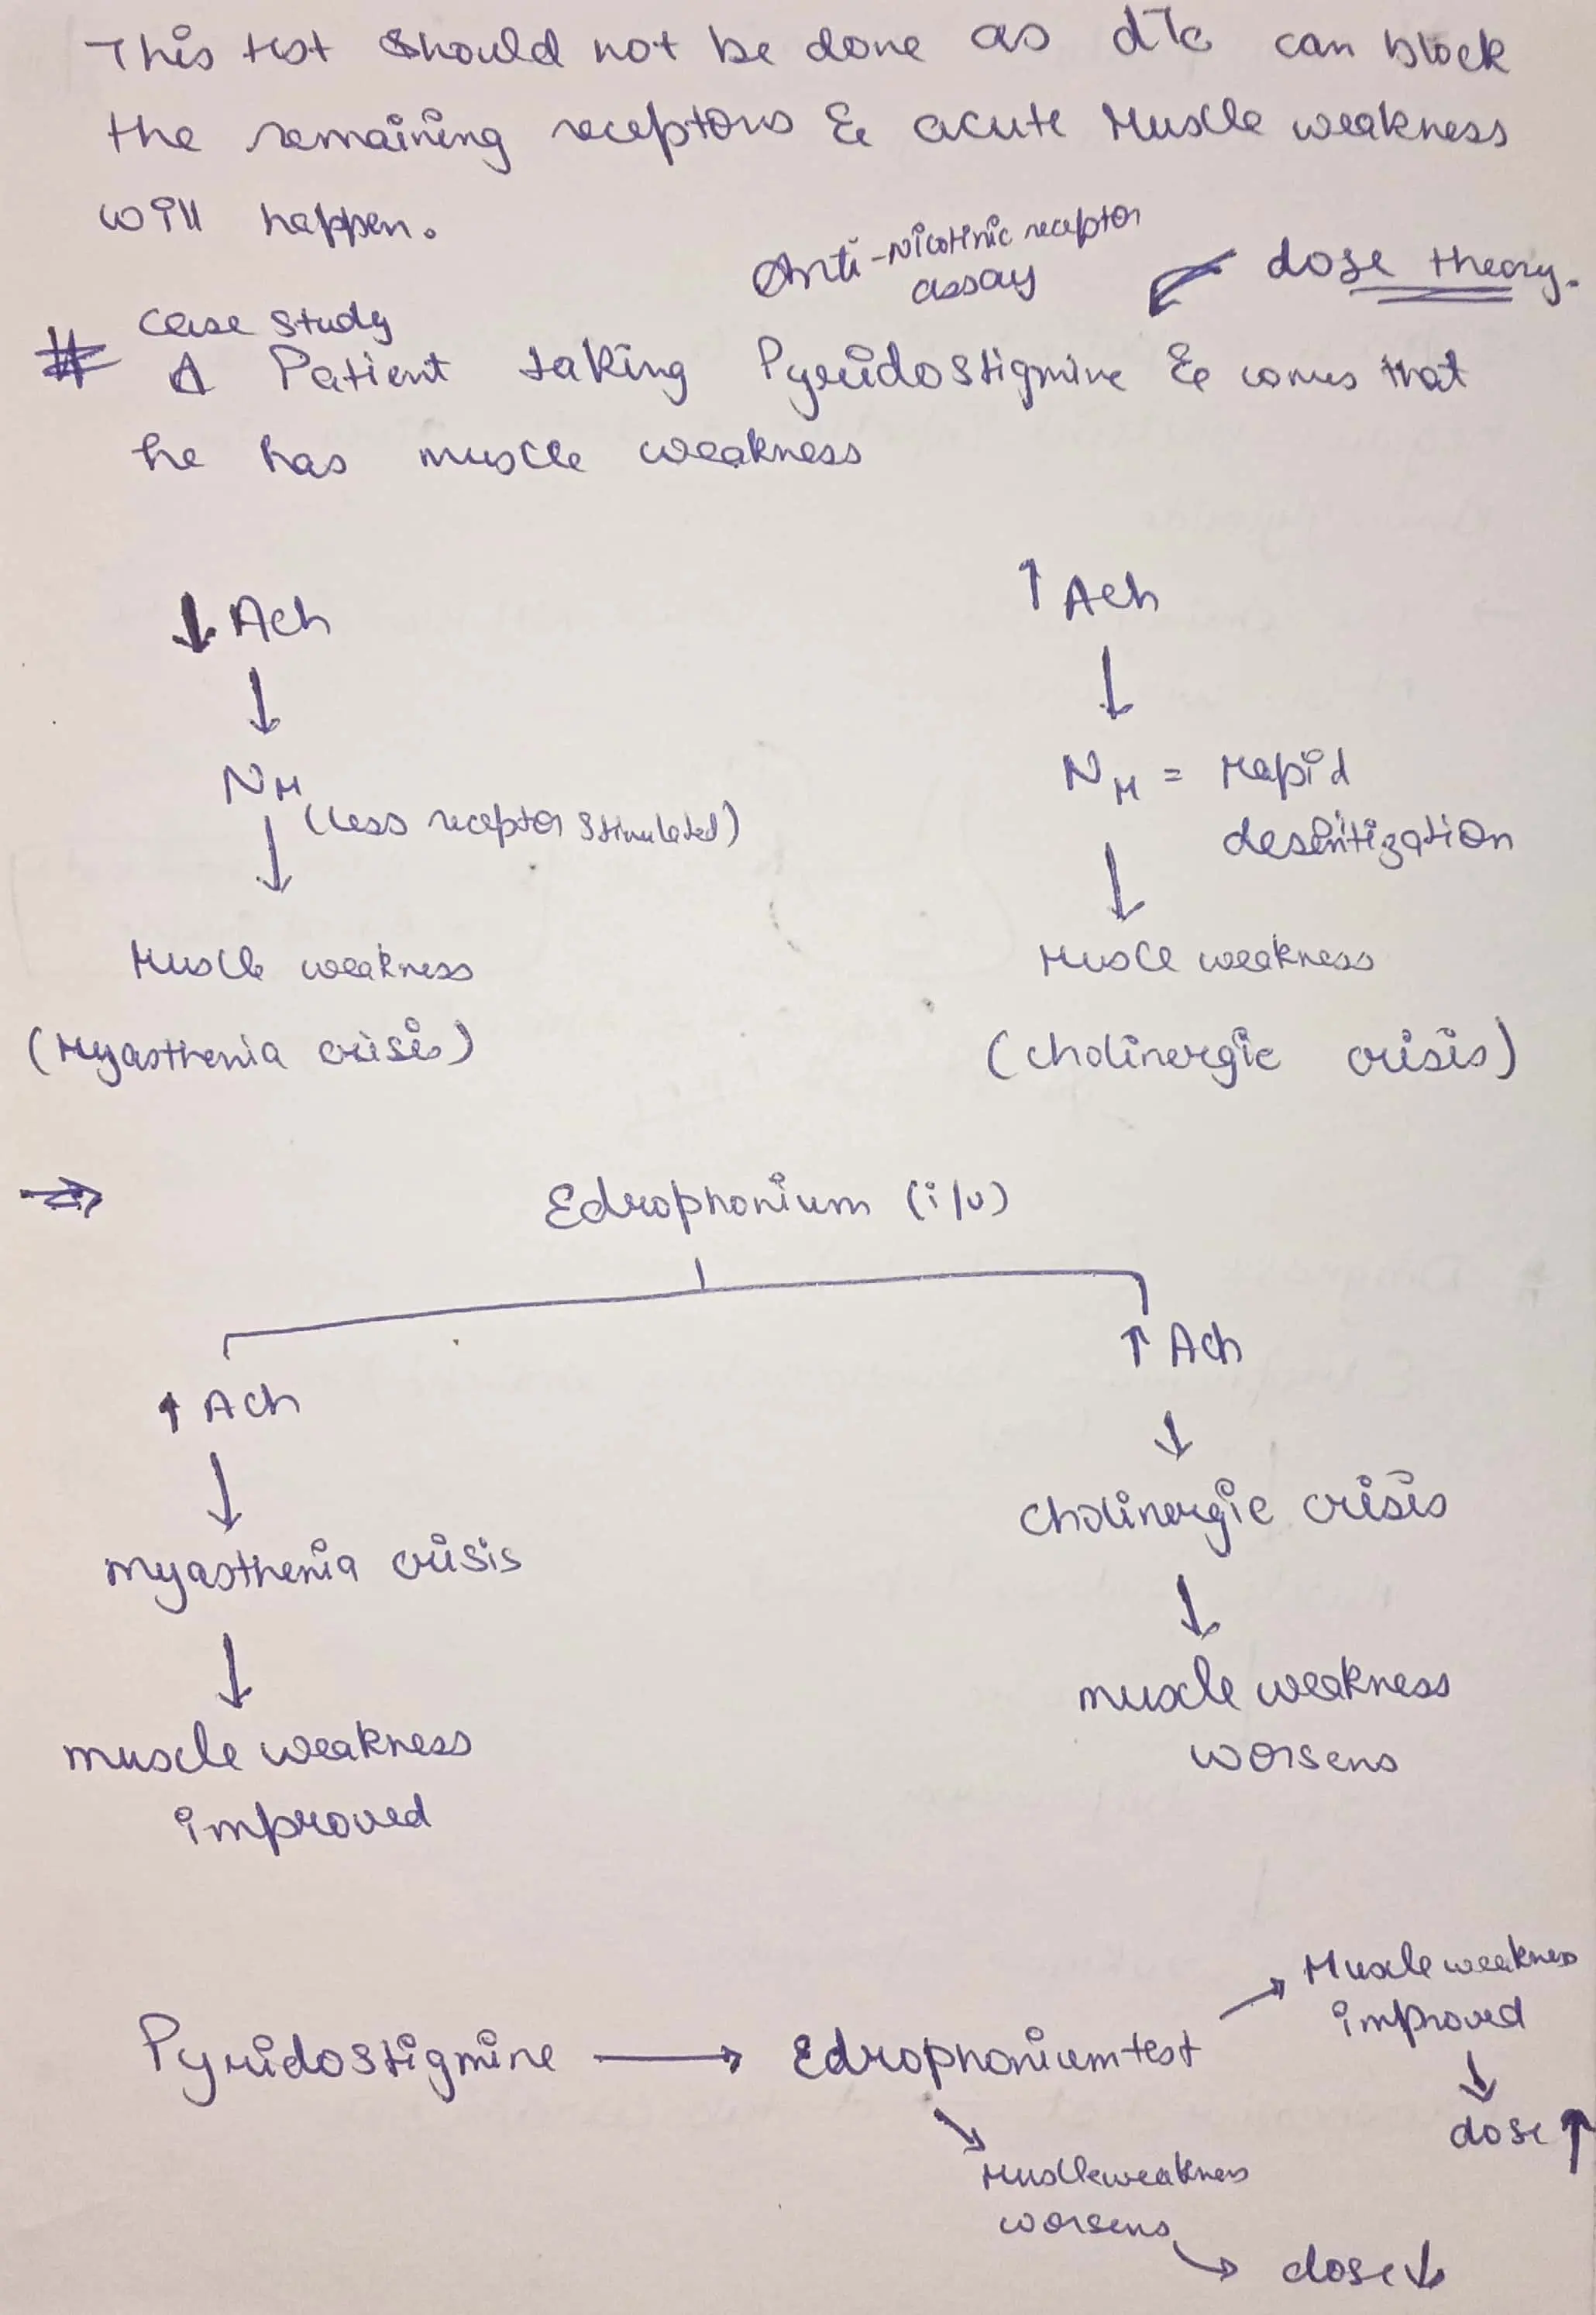 This test should not be done as dTc can block
the remaining receptors & acute Muscle weakness
will happen.
Anti-Nicotinic receptor
assay
dose theory.
# case study
A Patient taking Pyridostigmine & comes that
he has muscle weakness
↓ Ach
↑ Ach
↓
↓
NM
(less receptor stimulated)
NM = rapid
desentization
↓
↓
Muscle weakness
Muscle weakness
(Myasthenia crisis)
(cholinergic crisis)
⇒ Edrophonium (i/v)
↑ Ach
↑ Ach
↓
↓
myasthenia crisis
cholinergic crisis
↓
↓
muscle weakness
improved
muscle weakness
worsens
Pyridostigmine → Edrophonium test
→ Muscle weakness
improved
↓
dose ↑
↘ Muscle weakness
worsens
→ dose ↓